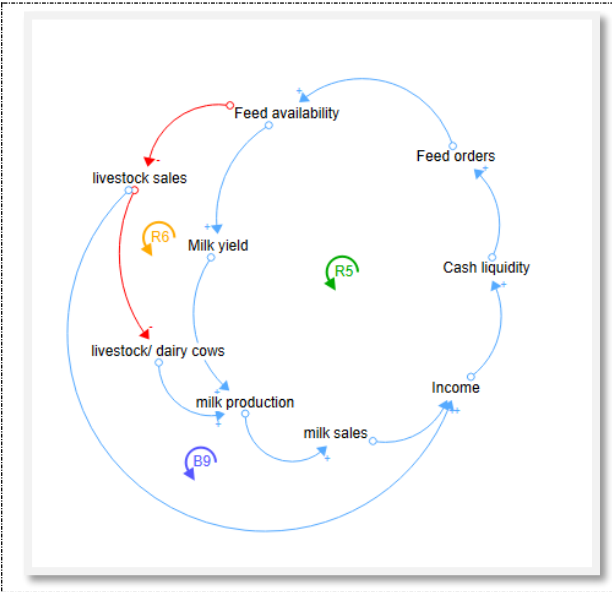 Feed availability
Feed orders
livestock sales
R6
Milk yield
R5
Cash liquidity
livestock/ dairy cows
Income
milk production
milk sales
B9
+
-
+
+
+
-
+
+
+
++